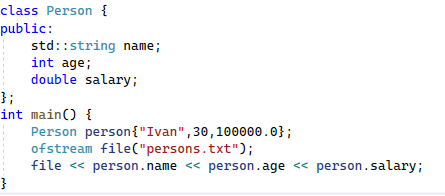 class Person {
public:
    std::string name;
    int age;
    double salary;
};
int main() {
    Person person{"Ivan",30,100000.0};
    ofstream file("persons.txt");
    file << person.name << person.age << person.salary;
}